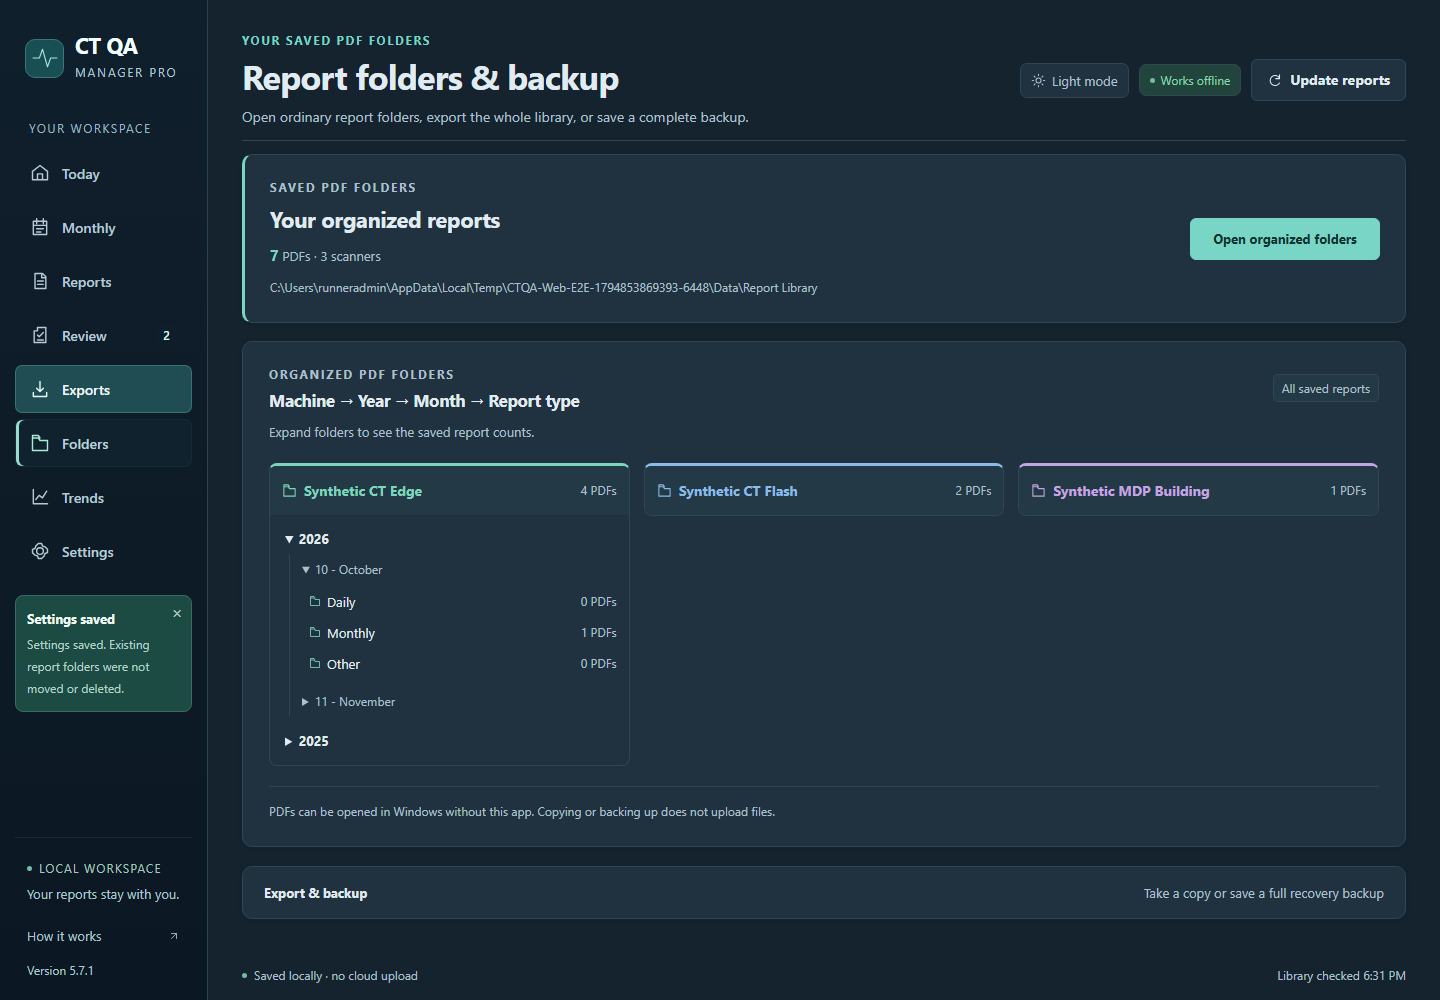 CT QA
MANAGER PRO
YOUR WORKSPACE
Today
Monthly
Reports
Review 2
Exports
Folders
Trends
Settings
Settings saved ×
Settings saved. Existing
report folders were not
moved or deleted.
LOCAL WORKSPACE
Your reports stay with you.
How it works
Version 5.7.1
YOUR SAVED PDF FOLDERS
Report folders & backup
Open ordinary report folders, export the whole library, or save a complete backup.
Light mode
Works offline
Update reports
SAVED PDF FOLDERS
Your organized reports
7 PDFs · 3 scanners
C:\Users\runneradmin\AppData\Local\Temp\CTQA-Web-E2E-1794853869393-6448\Data\Report Library
Open organized folders
ORGANIZED PDF FOLDERS
Machine → Year → Month → Report type
Expand folders to see the saved report counts.
All saved reports
Synthetic CT Edge 4 PDFs
2026
10 - October
Daily 0 PDFs
Monthly 1 PDFs
Other 0 PDFs
11 - November
2025
Synthetic CT Flash 2 PDFs
Synthetic MDP Building 1 PDFs
PDFs can be opened in Windows without this app. Copying or backing up does not upload files.
Export & backup
Take a copy or save a full recovery backup
Saved locally · no cloud upload
Library checked 6:31 PM